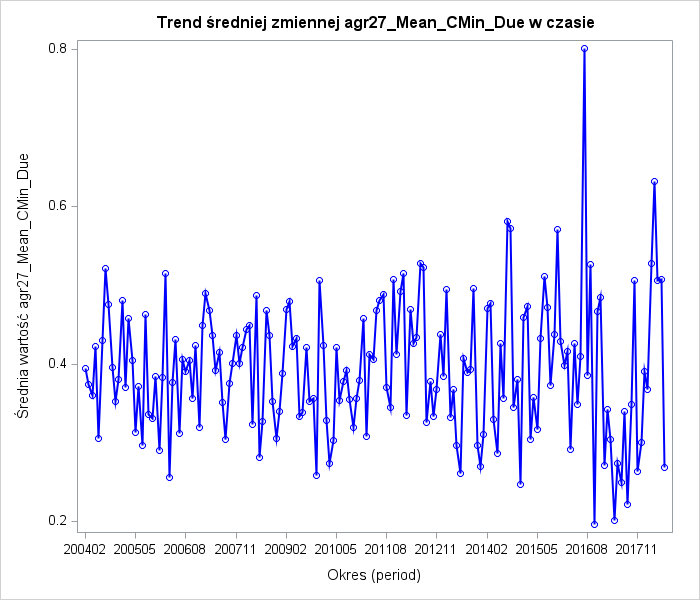 Trend średniej zmiennej agr27_Mean_CMin_Due w czasie
Średnia wartość agr27_Mean_CMin_Due
0.8
0.6
0.4
0.2
200402 200505 200608 200711 200902 201005 201108 201211 201402 201505 201608 201711
Okres (period)